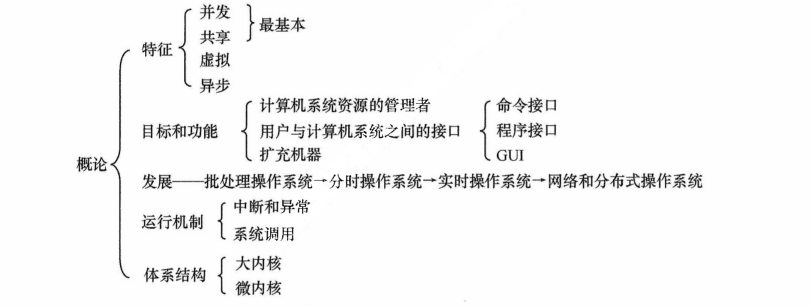 概论
特征
并发
共享
最基本
虚拟
异步
目标和功能
计算机系统资源的管理者
用户与计算机系统之间的接口
命令接口
程序接口
GUI
扩充机器
发展——批处理操作系统→分时操作系统→实时操作系统→网络和分布式操作系统
运行机制
中断和异常
系统调用
体系结构
大内核
微内核